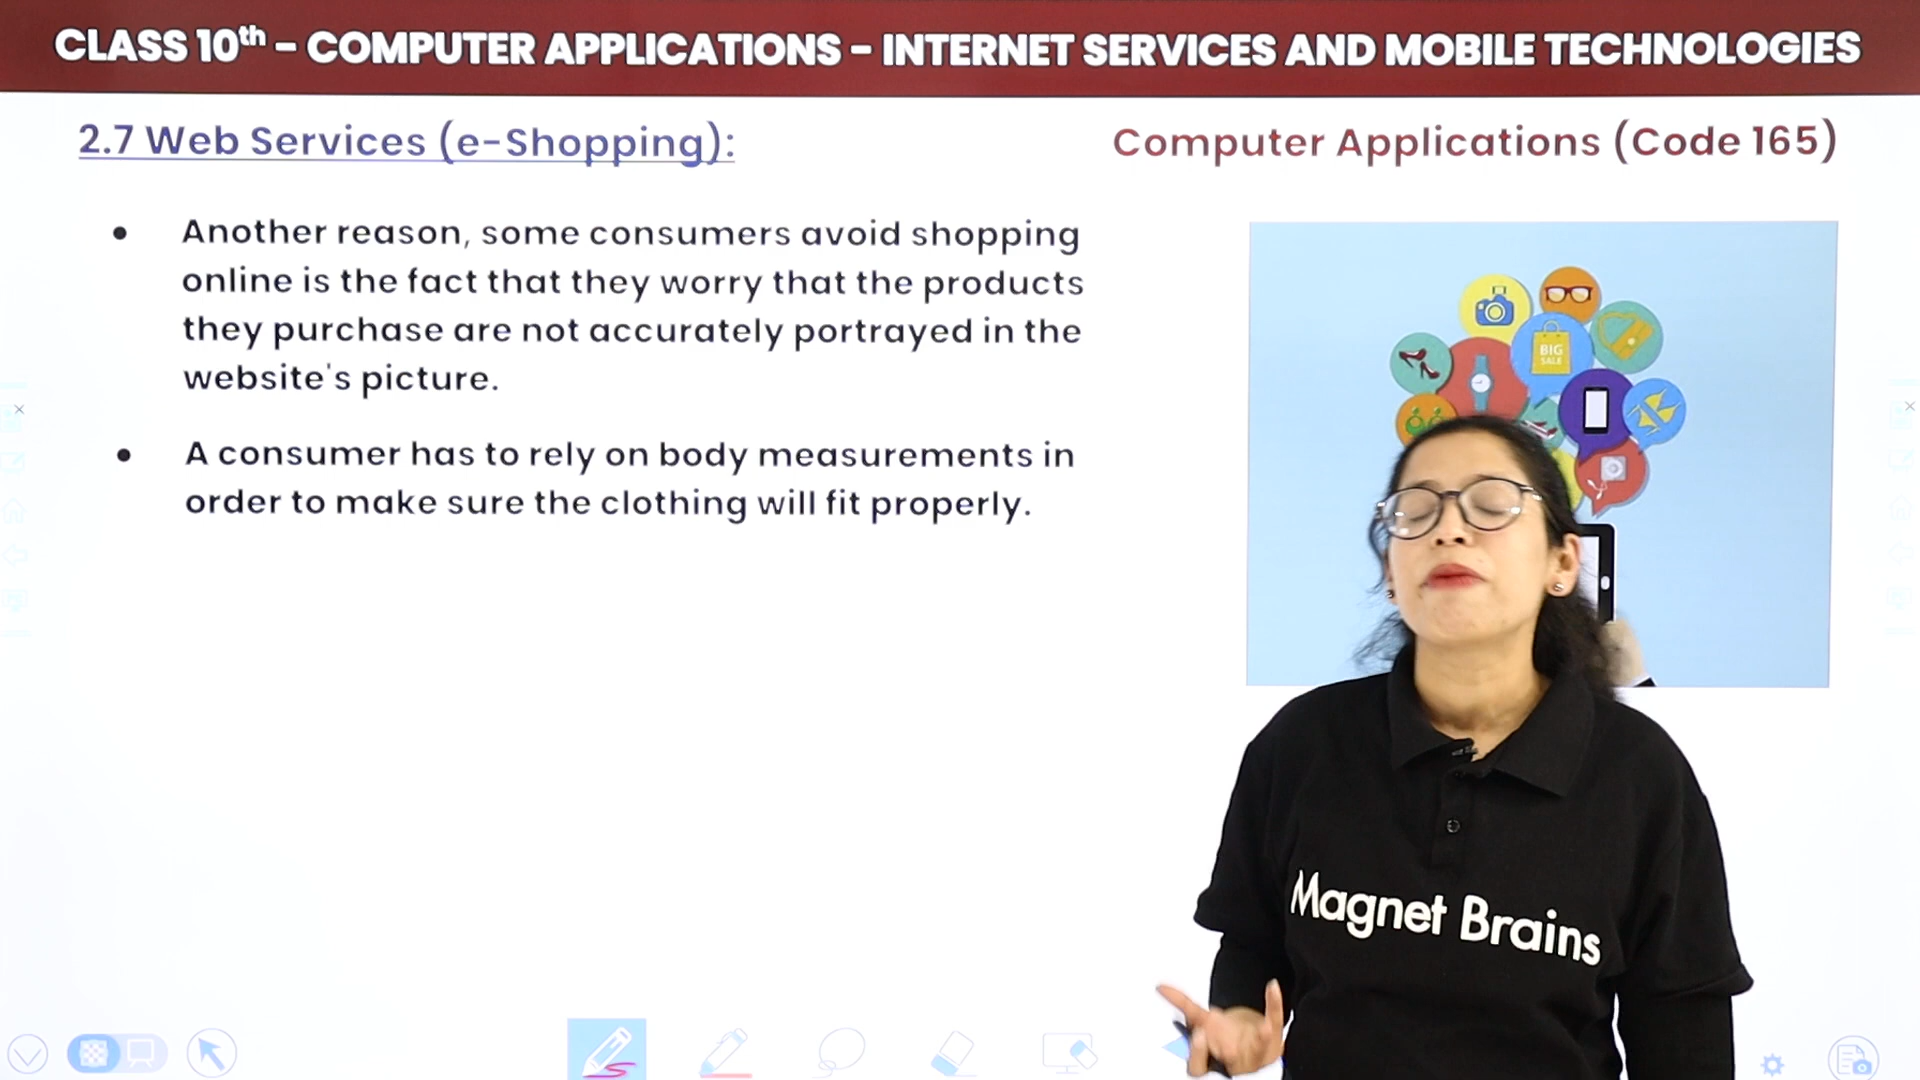 CLASS 10th – COMPUTER APPLICATIONS – INTERNET SERVICES AND MOBILE TECHNOLOGIES
2.7 Web Services (e-Shopping):
Computer Applications (Code 165)
• Another reason, some consumers avoid shopping
online is the fact that they worry that the products
they purchase are not accurately portrayed in the
website's picture.
• A consumer has to rely on body measurements in
order to make sure the clothing will fit properly.
BIG
SALE
Magnet Brains